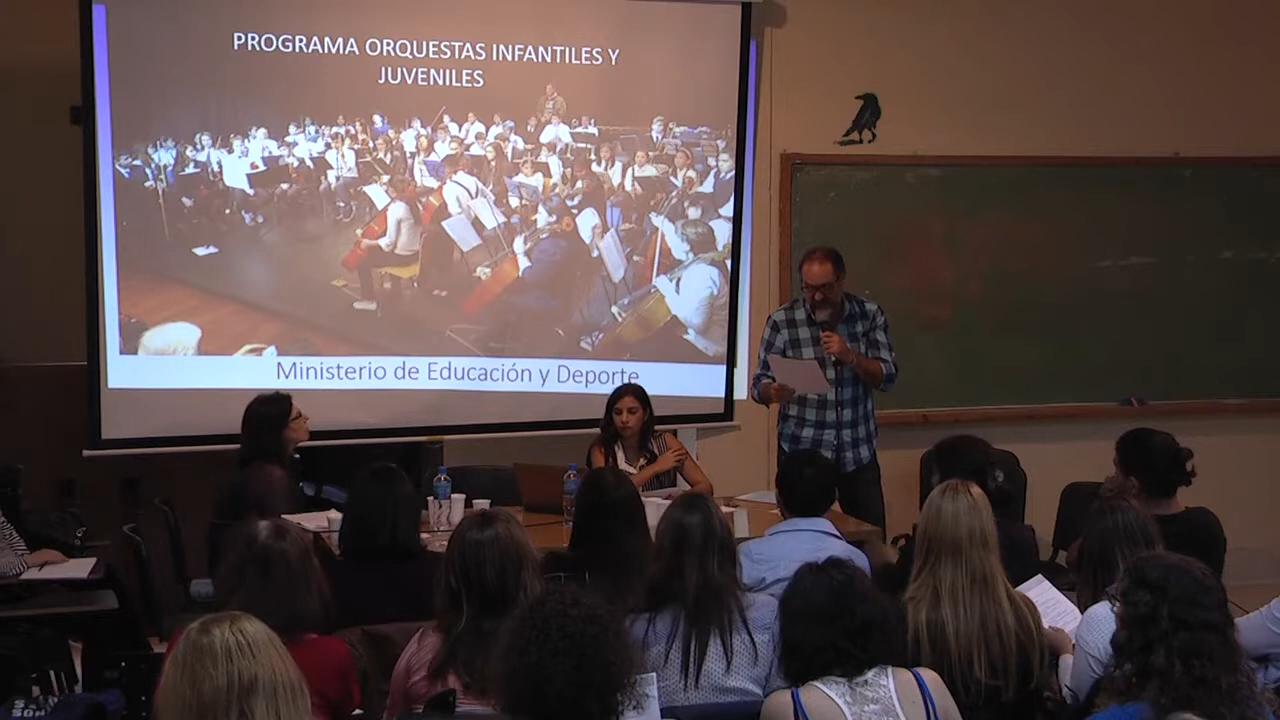 PROGRAMA ORQUESTAS INFANTILES Y
JUVENILES
Ministerio de Educación y Deporte